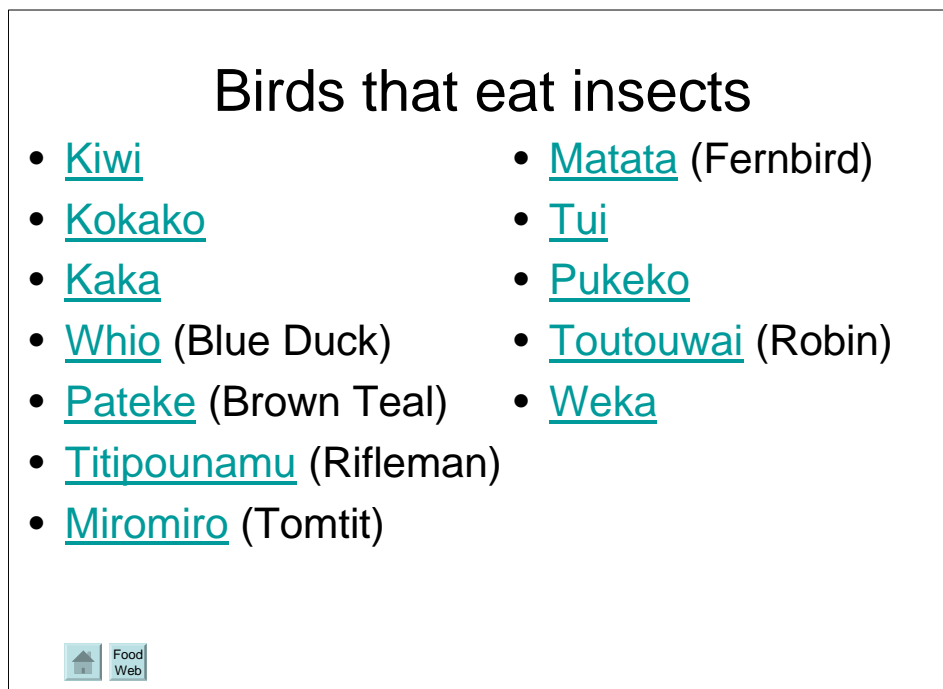 Birds that eat insects
• Kiwi
• Kokako
• Kaka
• Whio (Blue Duck)
• Pateke (Brown Teal)
• Titipounamu (Rifleman)
• Miromiro (Tomtit)
• Matata (Fernbird)
• Tui
• Pukeko
• Toutouwai (Robin)
• Weka
Food
Web